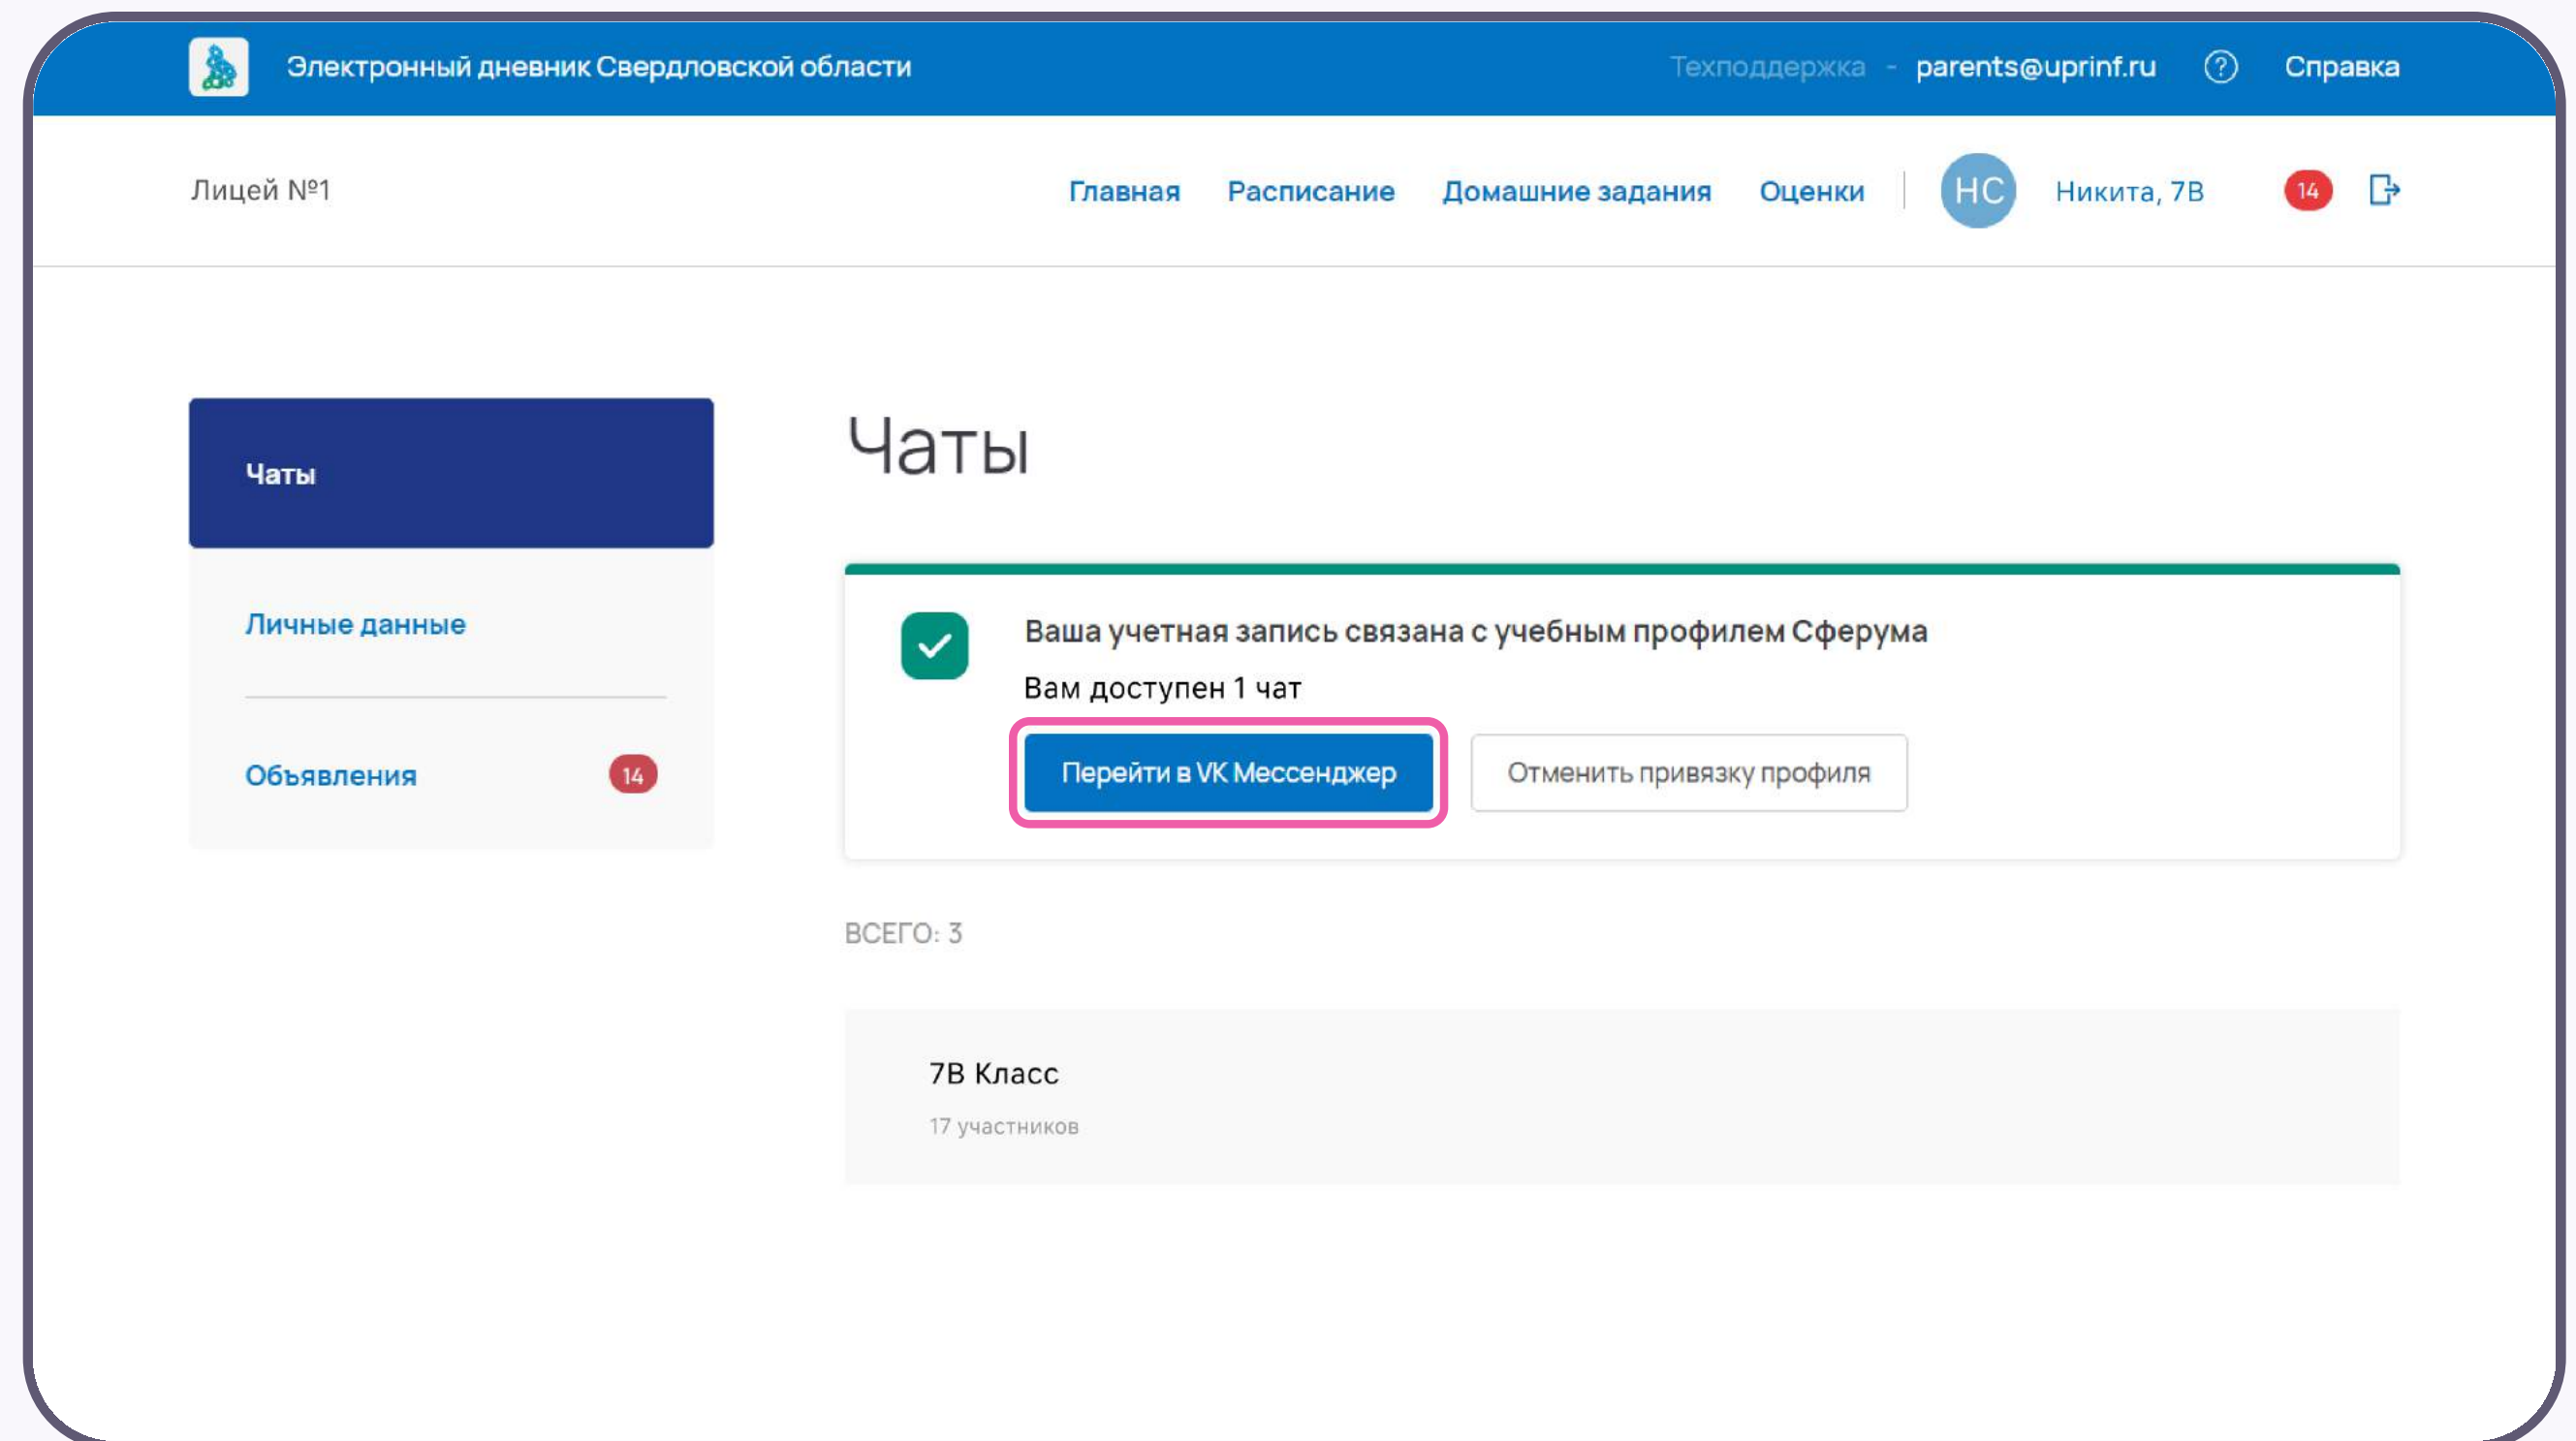 Электронный дневник Свердловской области
Техподдержка - parents@uprinf.ru ? Справка
Лицей №1
Главная Расписание Домашние задания Оценки НС Никита, 7В 14
Чаты
Личные данные
Объявления 14
Чаты
Ваша учетная запись связана с учебным профилем Сферума
Вам доступен 1 чат
Перейти в VK Мессенджер Отменить привязку профиля
ВСЕГО: 3
7В Класс
17 участников